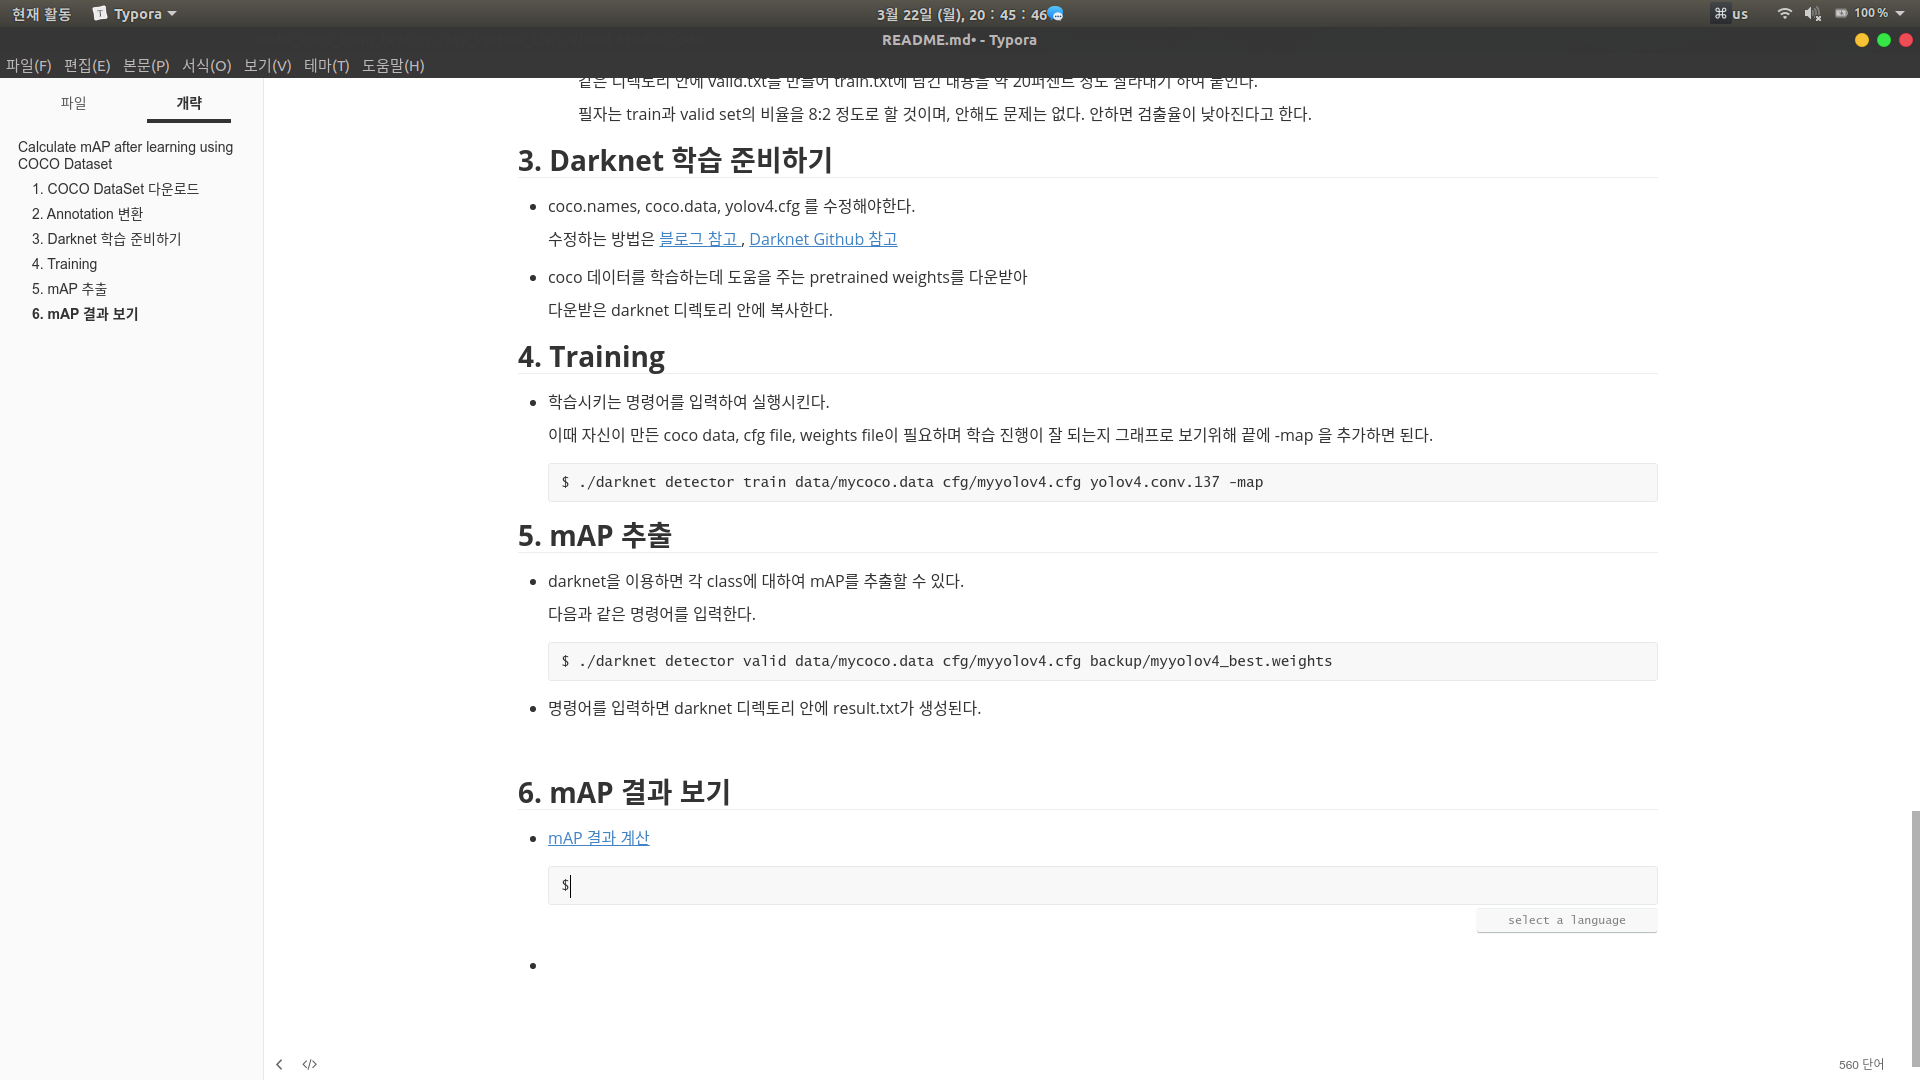 현재 활동
Typora
3월 22일 (월), 20 : 45 : 46
us
100 %
README.md• - Typora
파일(F) 편집(E) 본문(P) 서식(O) 보기(V) 테마(T) 도움말(H)
파일 개략
Calculate mAP after learning using
COCO Dataset
1. COCO DataSet 다운로드
2. Annotation 변환
3. Darknet 학습 준비하기
4. Training
5. mAP 추출
6. mAP 결과 보기
같은 디렉토리 안에 valid.txt를 만들어 train.txt에 담긴 내용을 약 20퍼센트 정도 잘라내기 하여 붙인다.
필자는 train과 valid set의 비율을 8:2 정도로 할 것이며, 안해도 문제는 없다. 안하면 검출율이 낮아진다고 한다.
3. Darknet 학습 준비하기
coco.names, coco.data, yolov4.cfg 를 수정해야한다.
수정하는 방법은 블로그 참고 , Darknet Github 참고
coco 데이터를 학습하는데 도움을 주는 pretrained weights를 다운받아
다운받은 darknet 디렉토리 안에 복사한다.
4. Training
학습시키는 명령어를 입력하여 실행시킨다.
이때 자신이 만든 coco data, cfg file, weights file이 필요하며 학습 진행이 잘 되는지 그래프로 보기위해 끝에 -map 을 추가하면 된다.
$ ./darknet detector train data/mycoco.data cfg/myyolov4.cfg yolov4.conv.137 -map
5. mAP 추출
darknet을 이용하면 각 class에 대하여 mAP를 추출할 수 있다.
다음과 같은 명령어를 입력한다.
$ ./darknet detector valid data/mycoco.data cfg/myyolov4.cfg backup/myyolov4_best.weights
명령어를 입력하면 darknet 디렉토리 안에 result.txt가 생성된다.
6. mAP 결과 보기
mAP 결과 계산
$
select a language
560 단어